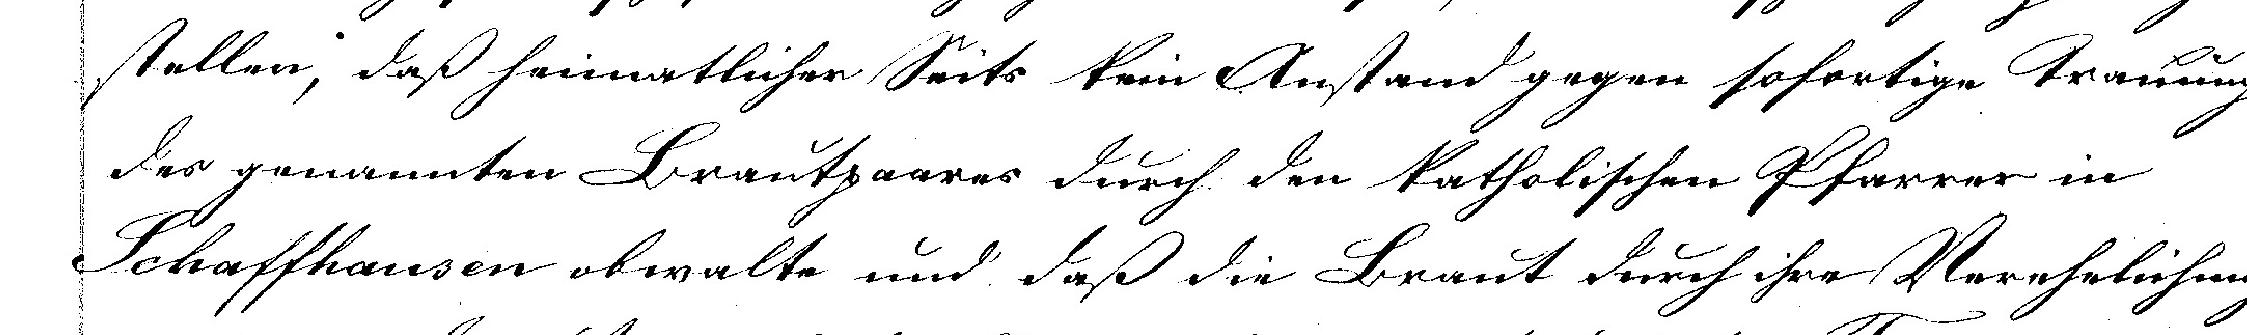 stellen, daß heimatlicher Seits kein Anstand gegen sofortige Trauung
des genannten Brautpaares durch den katholischen Pfarrer in
Schaffhausen obwalte und daß die Braut durch ihre Verehelichung